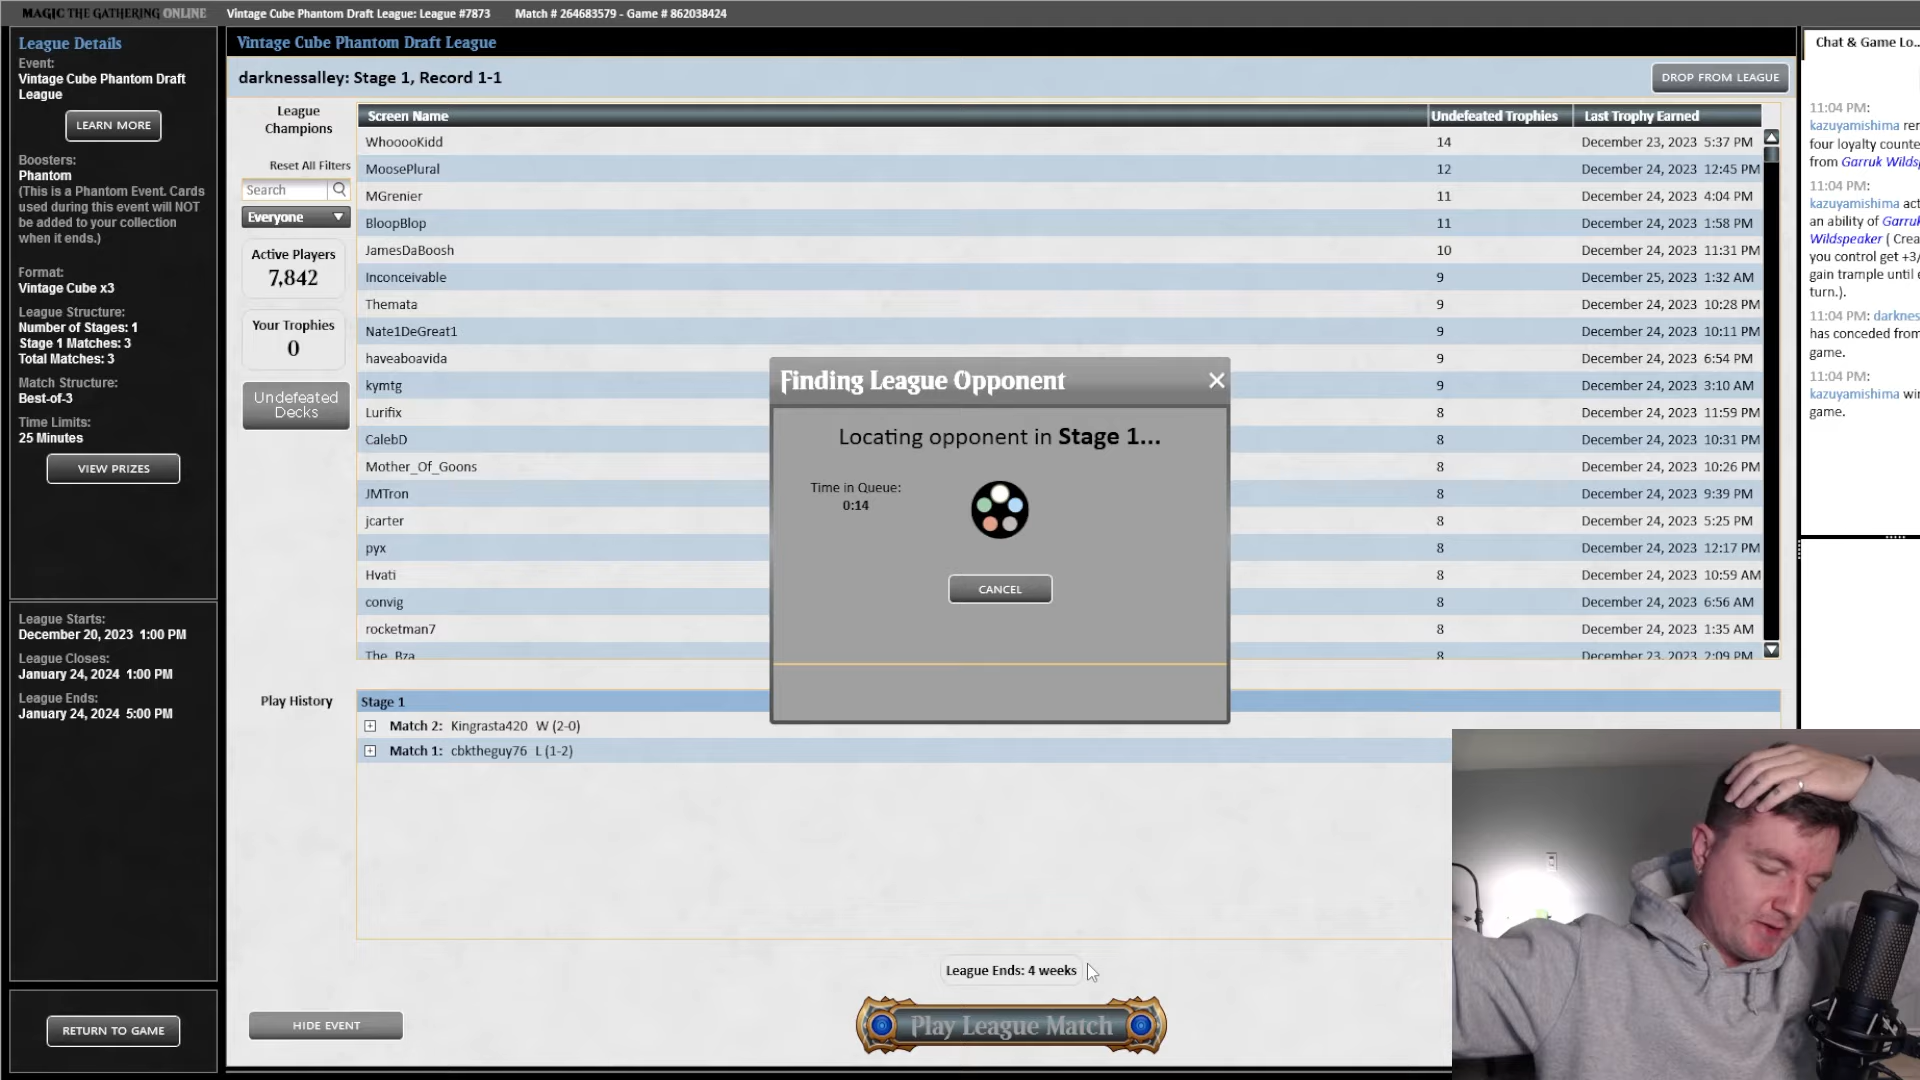 MAGIC THE GATHERING ONLINE
Vintage Cube Phantom Draft League: League #7873
Match # 264683579 - Game # 862038424
League Details
Event:
Vintage Cube Phantom Draft
League
LEARN MORE
Boosters:
Phantom
(This is a Phantom Event. Cards
used during this event will NOT
be added to your collection
when it ends.)
Format:
Vintage Cube x3
League Structure:
Number of Stages: 1
Stage 1 Matches: 3
Total Matches: 3
Match Structure:
Best-of-3
Time Limits:
25 Minutes
VIEW PRIZES
League Starts:
December 20, 2023 1:00 PM
League Closes:
January 24, 2024 1:00 PM
League Ends:
January 24, 2024 5:00 PM
RETURN TO GAME
Vintage Cube Phantom Draft League
darknessalley: Stage 1, Record 1-1
DROP FROM LEAGUE
League
Champions
Reset All Filters
Search
Everyone
Active Players
7,842
Your Trophies
0
Undefeated
Decks
Screen Name Undefeated Trophies Last Trophy Earned
WhooooKidd 14 December 23, 2023 5:37 PM
MoosePlural 12 December 24, 2023 12:45 PM
MGrenier 11 December 24, 2023 4:04 PM
BloopBlop 11 December 24, 2023 1:58 PM
JamesDaBoosh 10 December 24, 2023 11:31 PM
Inconceivable 9 December 25, 2023 1:32 AM
Themata 9 December 24, 2023 10:28 PM
Nate1DeGreat1 9 December 24, 2023 10:11 PM
haveaboavida 9 December 24, 2023 6:54 PM
kymtg 9 December 24, 2023 3:10 AM
Lurifix 8 December 24, 2023 11:59 PM
CalebD 8 December 24, 2023 10:31 PM
Mother_Of_Goons 8 December 24, 2023 10:26 PM
JMTron 8 December 24, 2023 9:39 PM
jcarter 8 December 24, 2023 5:25 PM
pyx 8 December 24, 2023 12:17 PM
Hvati 8 December 24, 2023 10:59 AM
convig 8 December 24, 2023 6:56 AM
rocketman7 8 December 24, 2023 1:35 AM
The_Bza 8 December 23, 2023 2:09 PM
Finding League Opponent
Locating opponent in Stage 1...
Time in Queue:
0:14
CANCEL
Play History
Stage 1
Match 2: Kingrasta420 W (2-0)
Match 1: cbktheguy76 L (1-2)
League Ends: 4 weeks
HIDE EVENT
Play League Match
Chat & Game Lo...
11:04 PM:
kazuyamishima
four loyalty
from Garruk
11:04 PM:
kazuyamishima
an ability of
Wildspeaker (
you control get
gain trample until
turn.).
11:04 PM:
has conceded from
game.
11:04 PM:
kazuyamishima
game.